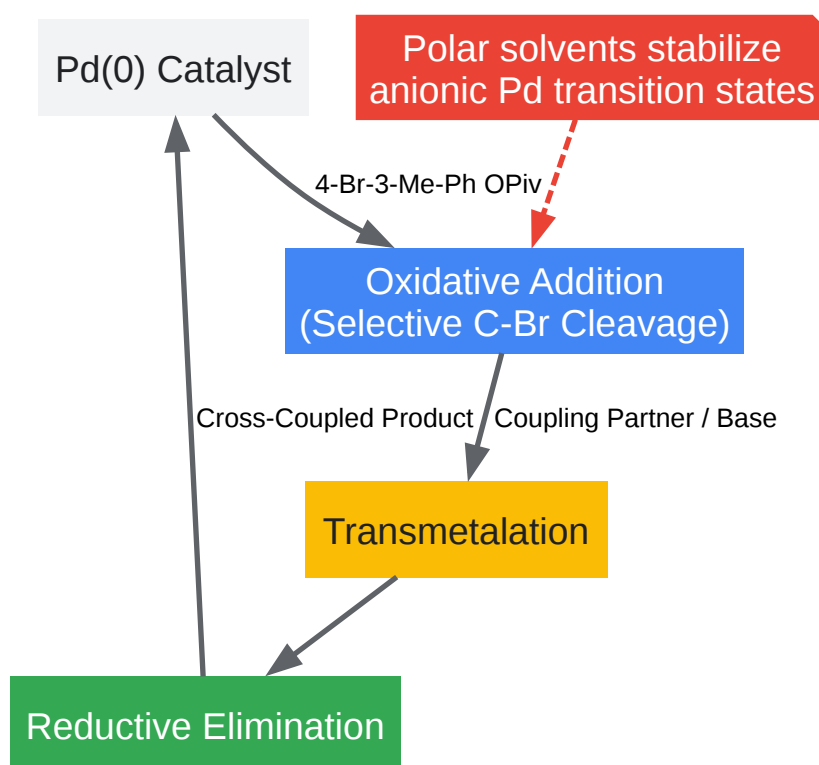 Pd(0) Catalyst
Polar solvents stabilize
anionic Pd transition states
4-Br-3-Me-Ph OPiv
Oxidative Addition
(Selective C-Br Cleavage)
Cross-Coupled Product
Coupling Partner / Base
Transmetalation
Reductive Elimination